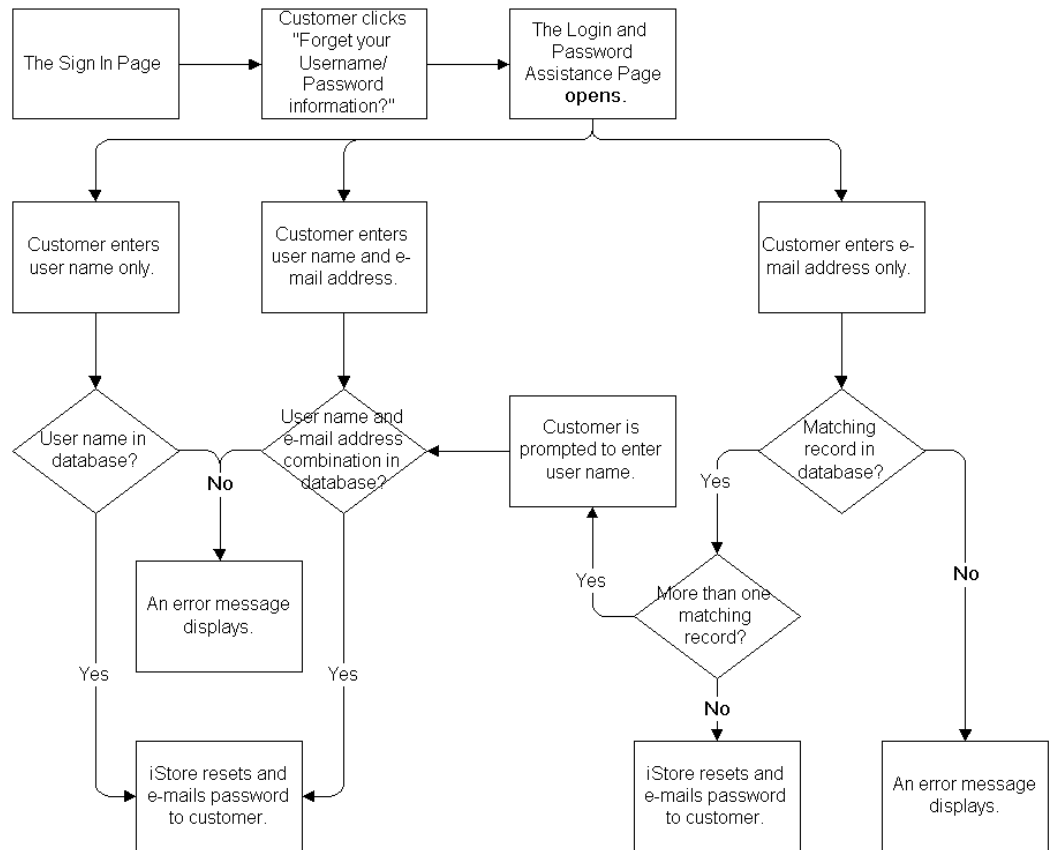 The Sign In Page
Customer clicks
"Forget your
Username/
Password
information?"
The Login and
Password
Assistance Page
opens.
Customer enters
user name only.
Customer enters
user name and e-
mail address.
Customer enters e-
mail address only.
User name in
database?
User name and
e-mail address
combination in
database?
Customer is
prompted to enter
user name.
Matching
record in
database?
No
Yes
An error message
displays.
Yes
More than one
matching
record?
No
Yes
Yes
No
iStore resets and
e-mails password
to customer.
iStore resets and
e-mails password
to customer.
An error message
displays.